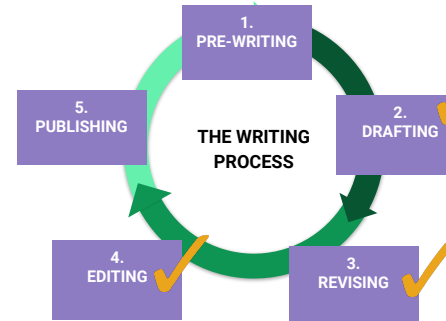 1.
PRE-WRITING
2.
DRAFTING
3.
REVISING
4.
EDITING
5.
PUBLISHING
THE WRITING
PROCESS